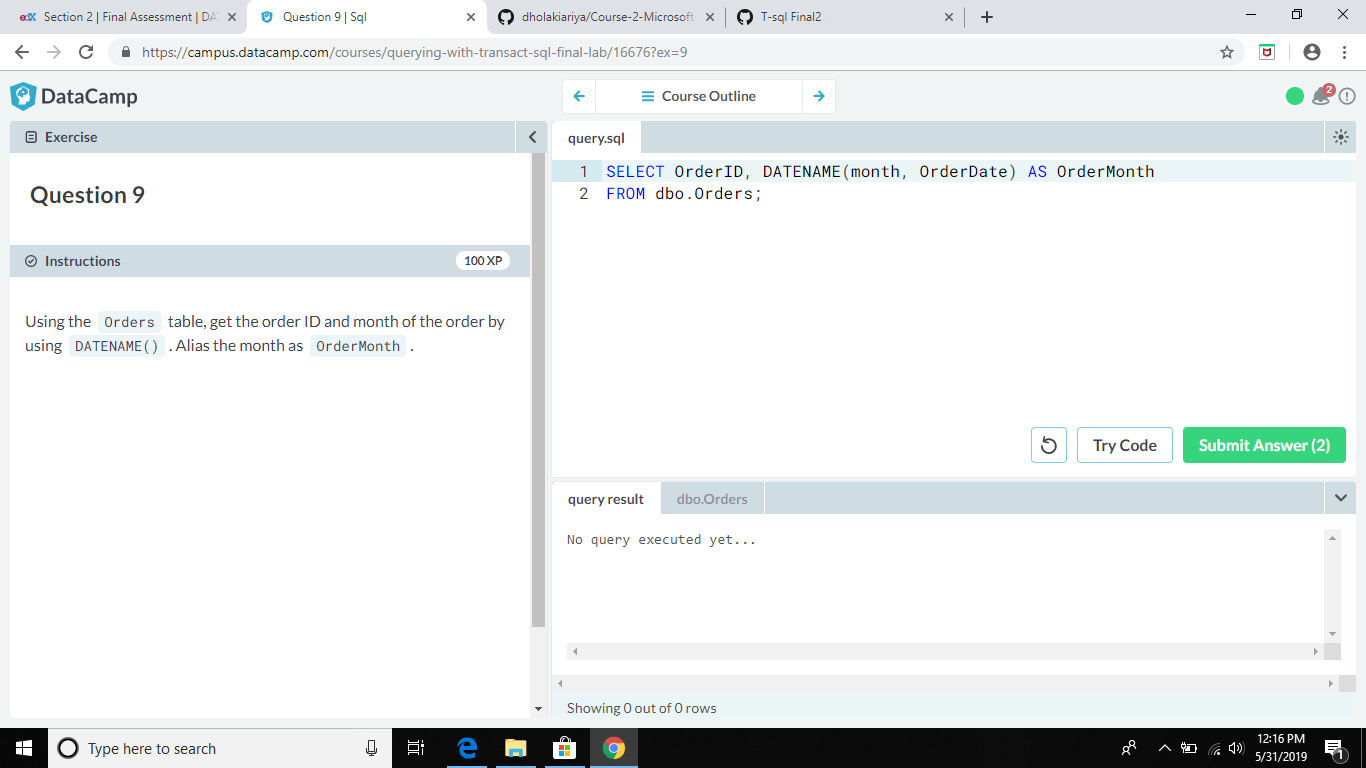 edX Section 2 | Final Assessment | DA
Question 9 | Sql
dholakiariya/Course-2-Microsoft-
T-sql Final2
https://campus.datacamp.com/courses/querying-with-transact-sql-final-lab/16676?ex=9
DataCamp
Course Outline
2
Exercise
query.sql
Question 9
1 SELECT OrderID, DATENAME(month, OrderDate) AS OrderMonth
2 FROM dbo.Orders;
Instructions
100 XP
Using the Orders table, get the order ID and month of the order by
using DATENAME() . Alias the month as OrderMonth .
Try Code
Submit Answer (2)
query result
dbo.Orders
No query executed yet...
Showing 0 out of 0 rows
Type here to search
12:16 PM
5/31/2019
1